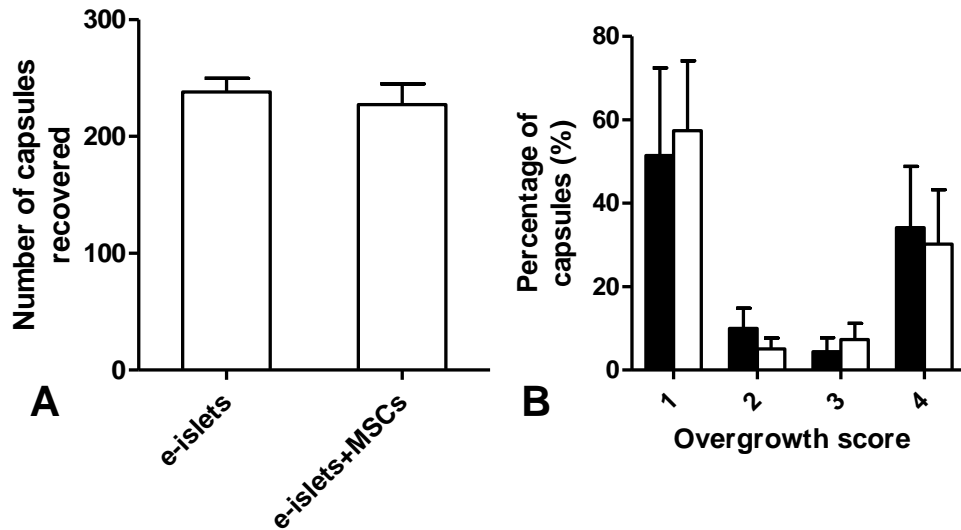 Number of capsules
recovered
300
200
100
0
e-islets
e-islets+MSCs
A
Percentage of
capsules (%)
80
60
40
20
0
1 2 3 4
Overgrowth score
B